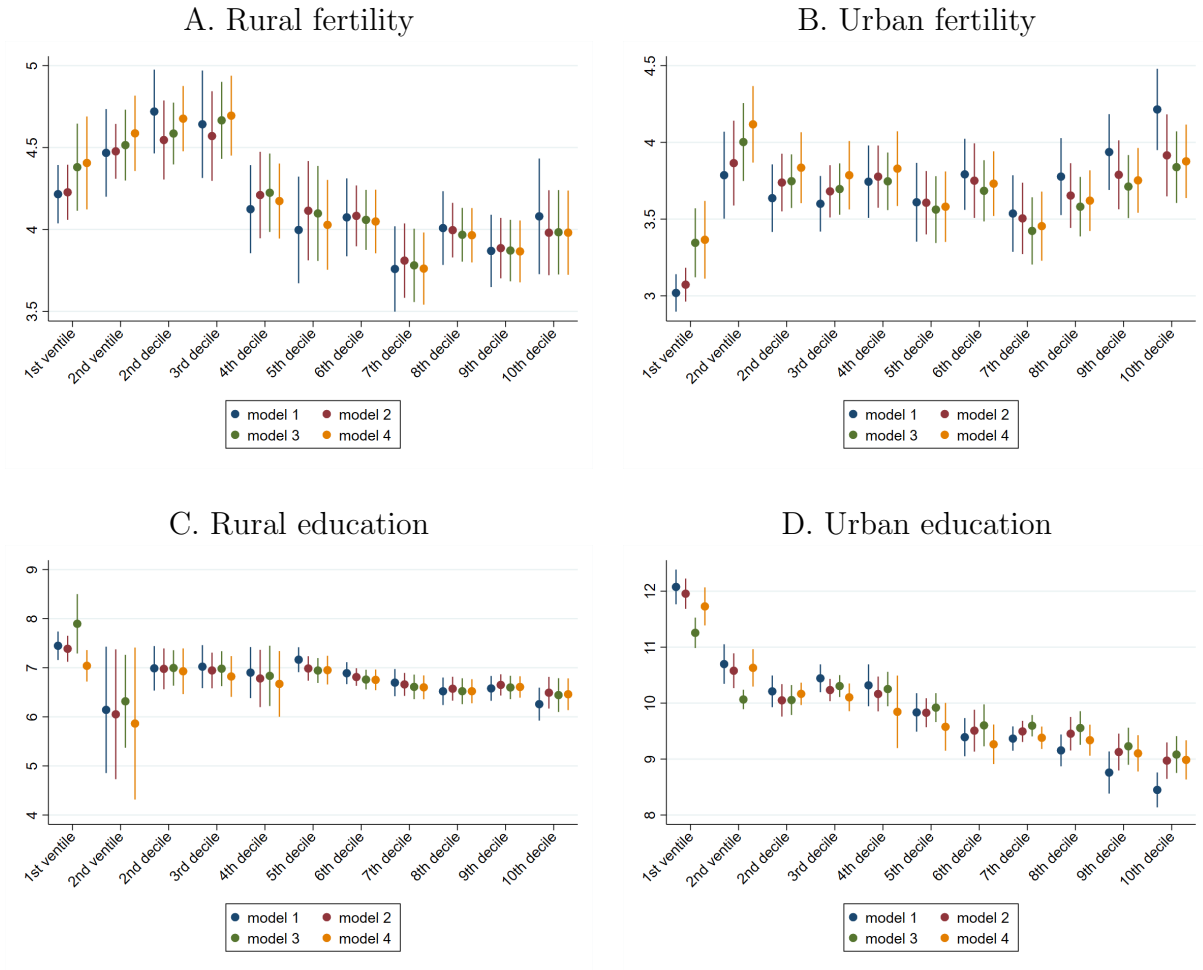 A. Rural fertility
5
4.5
4
3.5
1st ventile
2nd ventile
2nd decile
3rd decile
4th decile
5th decile
6th decile
7th decile
8th decile
9th decile
10th decile
model 1 model 2
model 3 model 4
B. Urban fertility
4.5
4
3.5
3
1st ventile
2nd ventile
2nd decile
3rd decile
4th decile
5th decile
6th decile
7th decile
8th decile
9th decile
10th decile
model 1 model 2
model 3 model 4
C. Rural education
9
8
7
6
5
4
1st ventile
2nd ventile
2nd decile
3rd decile
4th decile
5th decile
6th decile
7th decile
8th decile
9th decile
10th decile
model 1 model 2
model 3 model 4
D. Urban education
12
11
10
9
8
1st ventile
2nd ventile
2nd decile
3rd decile
4th decile
5th decile
6th decile
7th decile
8th decile
9th decile
10th decile
model 1 model 2
model 3 model 4